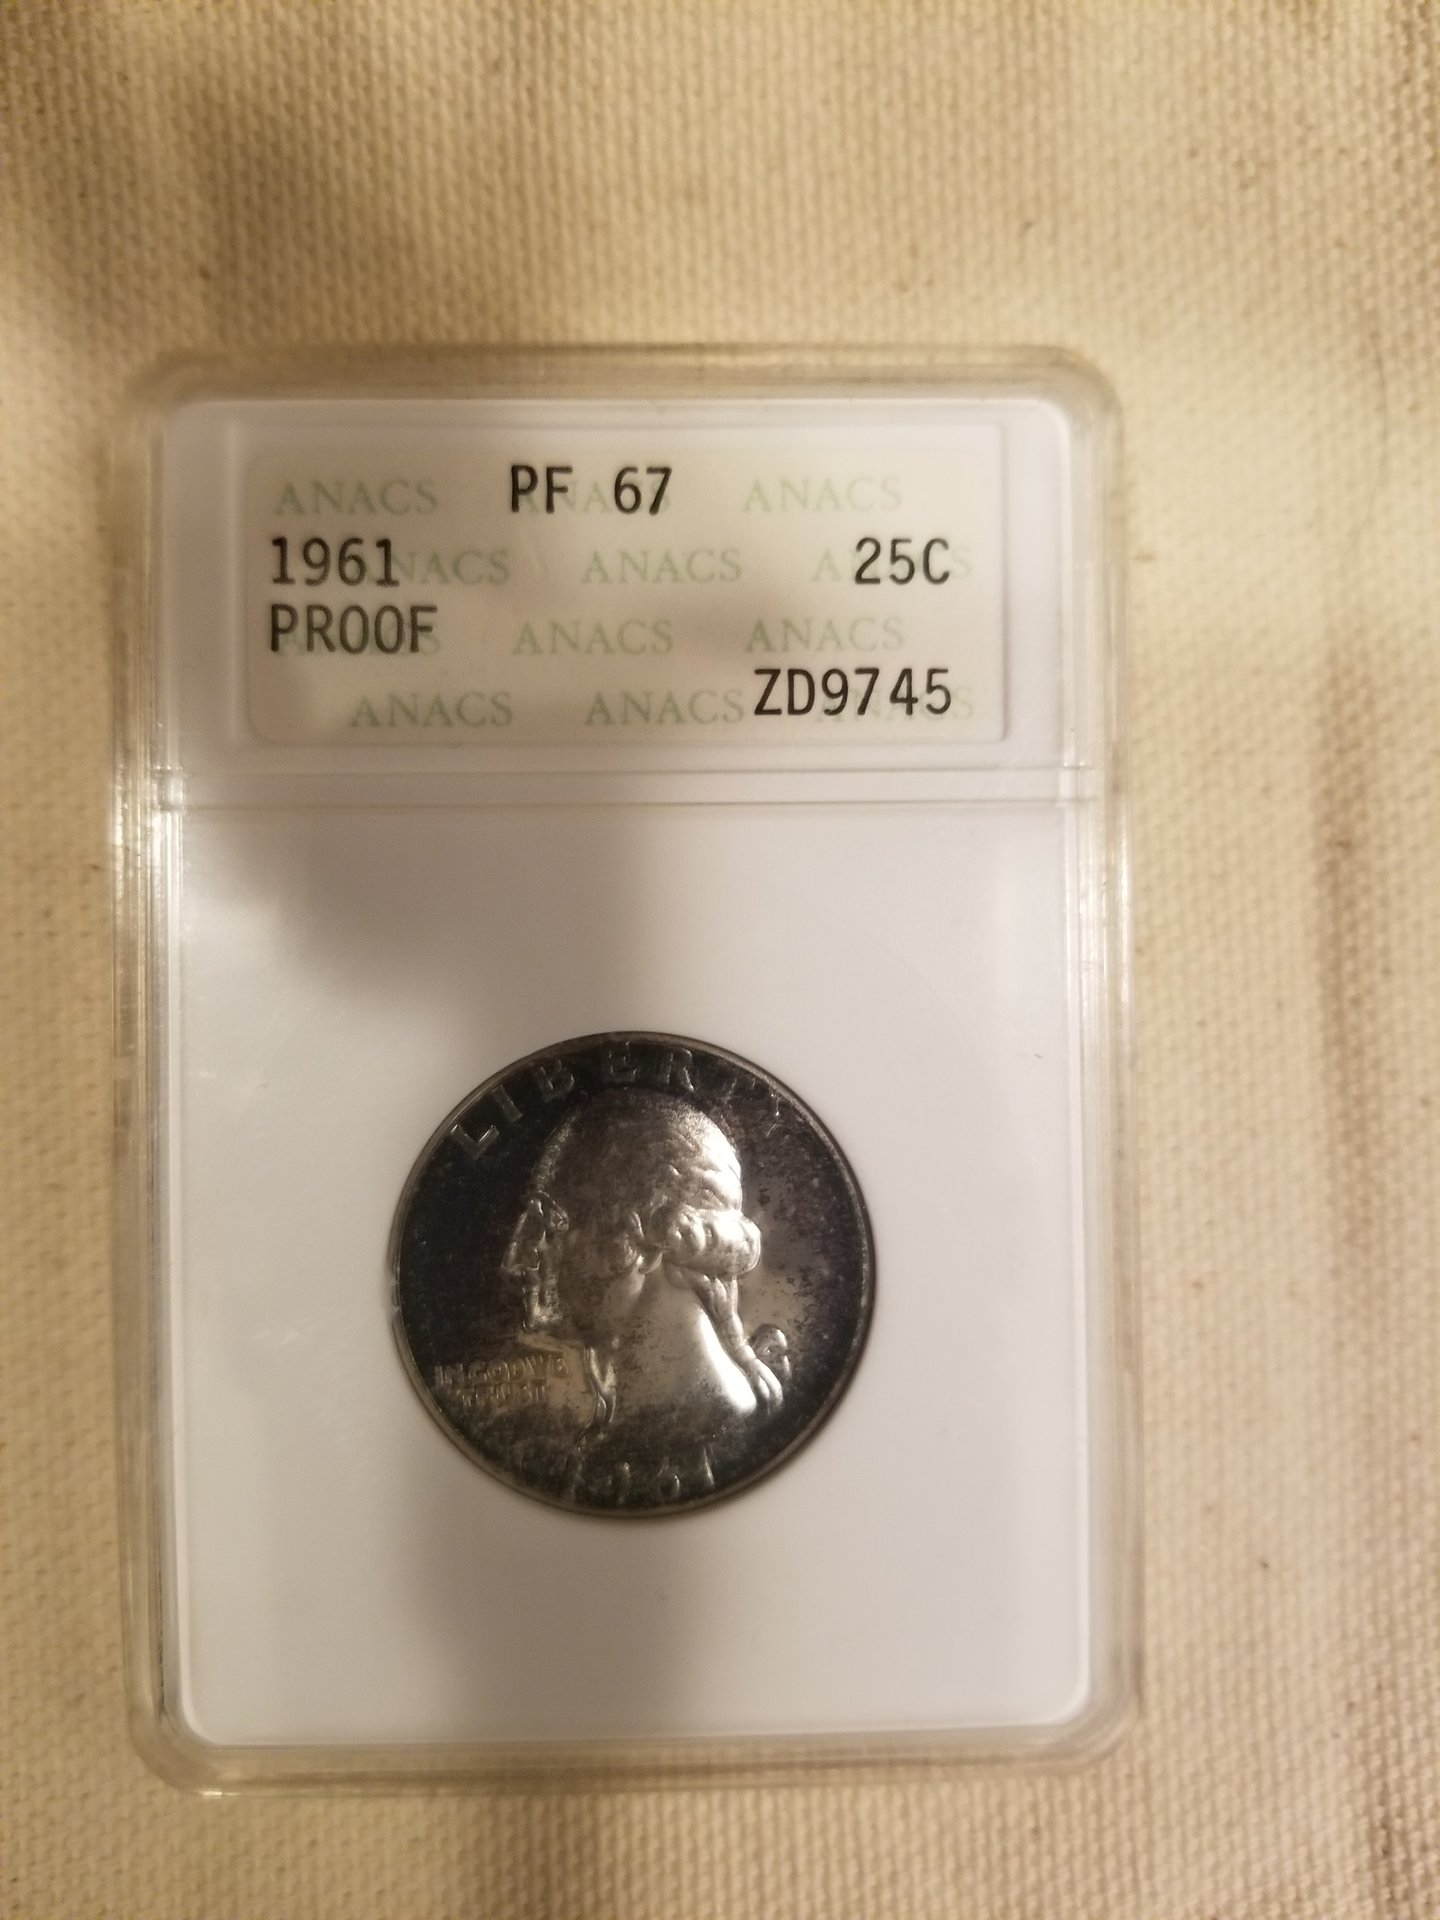 ANACS PF 67 ANACS
1961 ANACS 25C
PROOF ANACS ANACS
ANACS ANACS ZD9745
LIBERTY
IN GOD WE
TRUST
1961